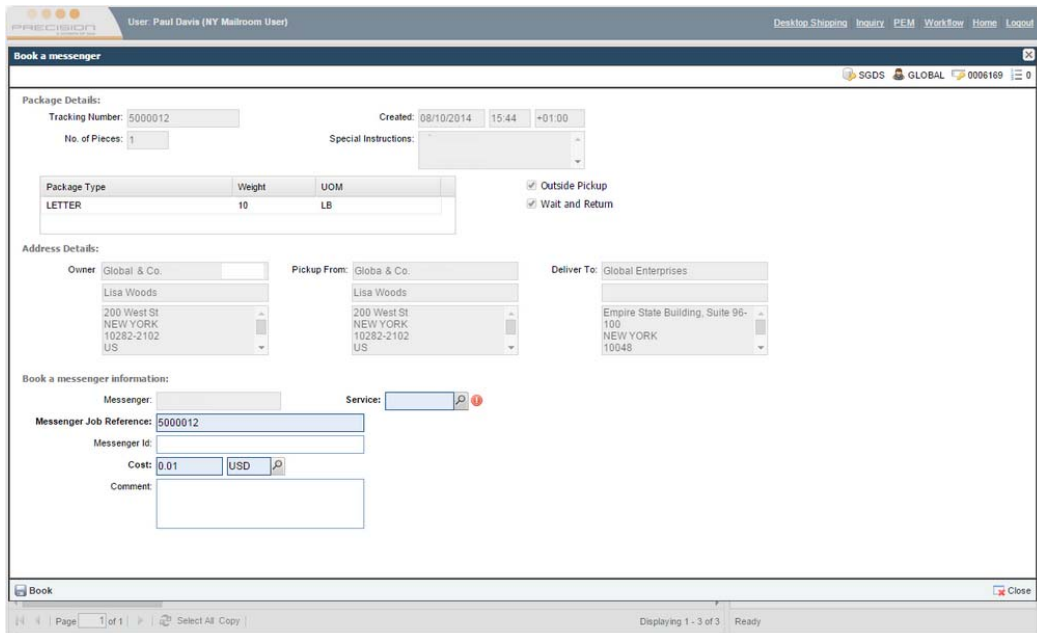 PRECISION
User: Paul Davis (NY Mailroom User)
Desktop Shipping Inquiry PEM Workflow Home Logout
Book a messenger
SGDS GLOBAL 0006169 0
Package Details:
Tracking Number: 5000012 Created: 08/10/2014 15:44 +01:00
No. of Pieces: 1 Special Instructions:
Package Type Weight UOM
LETTER 10 LB
Outside Pickup
Wait and Return
Address Details:
Owner Global & Co. Pickup From: Globa & Co. Deliver To: Global Enterprises
Lisa Woods Lisa Woods
200 West St 200 West St Empire State Building, Suite 96-
NEW YORK NEW YORK 100
10282-2102 10282-2102 NEW YORK
US US 10048
Book a messenger information:
Messenger: Service:
Messenger Job Reference: 5000012
Messenger Id:
Cost: 0.01 USD
Comment:
Book Close
Page 1 of 1 Select All Copy Displaying 1 - 3 of 3 Ready